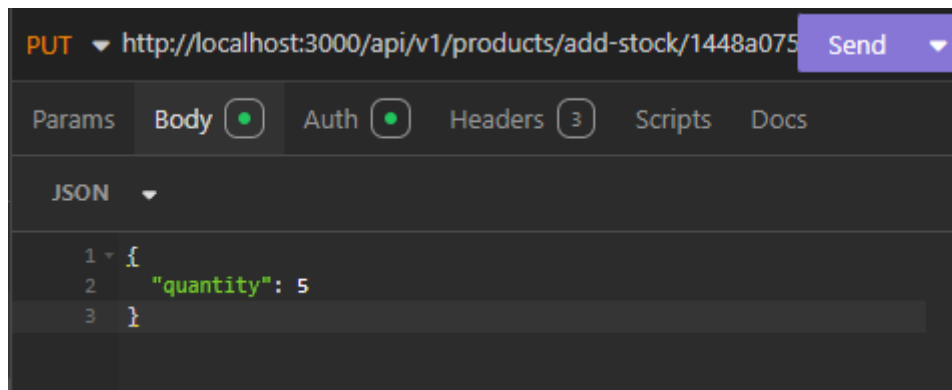 PUT http://localhost:3000/api/v1/products/add-stock/1448a075 Send
Params Body Auth Headers 3 Scripts Docs
JSON
1 {
2 "quantity": 5
3 }